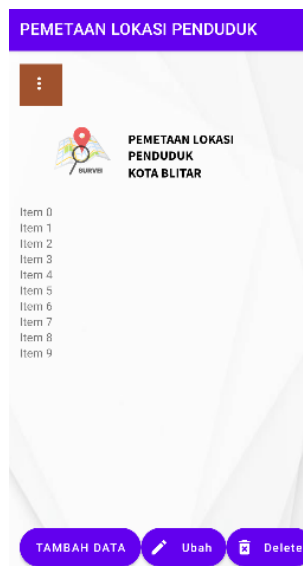 PEMETAAN LOKASI PENDUDUK
SURVEI
PEMETAAN LOKASI
PENDUDUK
KOTA BLITAR
Item 0
Item 1
Item 2
Item 3
Item 4
Item 5
Item 6
Item 7
Item 8
Item 9
TAMBAH DATA
Ubah
Delete